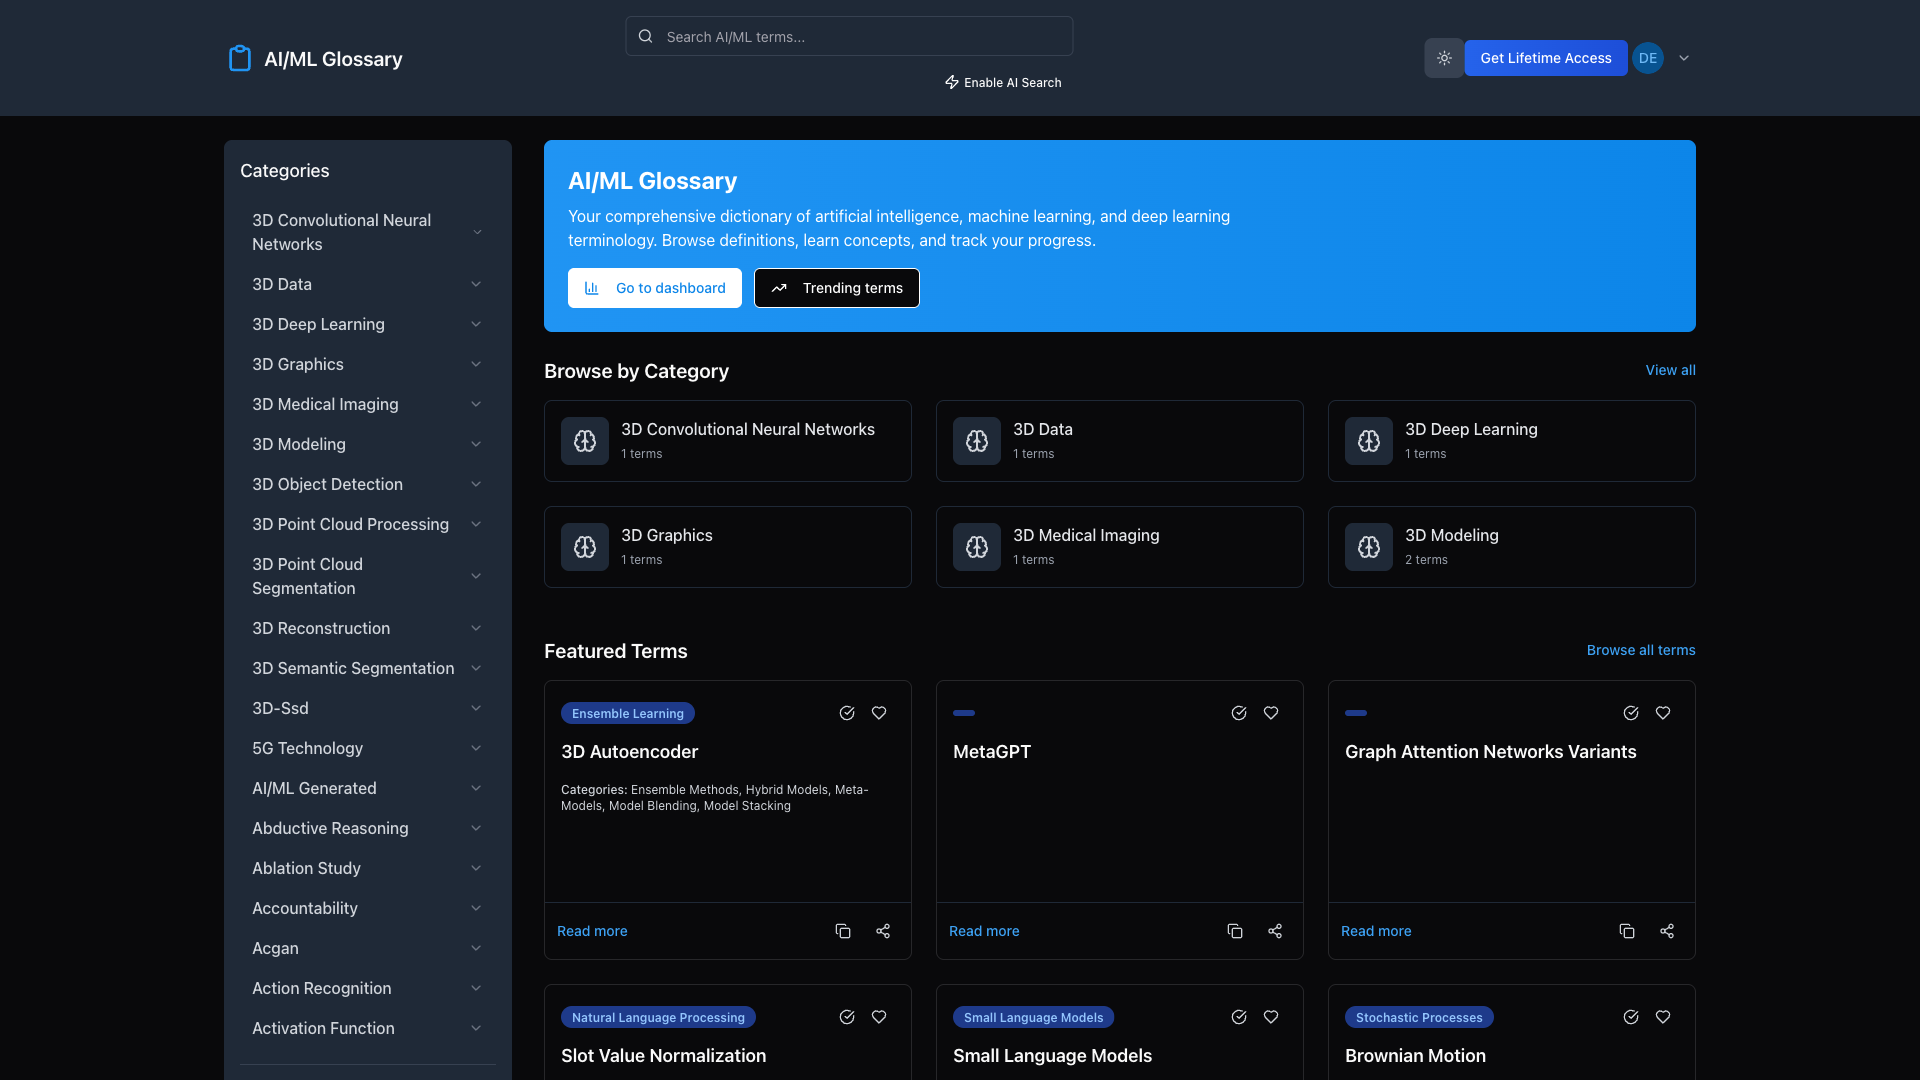 AI/ML Glossary
Search AI/ML terms...
Enable AI Search
Get Lifetime Access
DE
Categories
3D Convolutional Neural
Networks
3D Data
3D Deep Learning
3D Graphics
3D Medical Imaging
3D Modeling
3D Object Detection
3D Point Cloud Processing
3D Point Cloud
Segmentation
3D Reconstruction
3D Semantic Segmentation
3D-Ssd
5G Technology
AI/ML Generated
Abductive Reasoning
Ablation Study
Accountability
Acgan
Action Recognition
Activation Function
AI/ML Glossary
Your comprehensive dictionary of artificial intelligence, machine learning, and deep learning
terminology. Browse definitions, learn concepts, and track your progress.
Go to dashboard
Trending terms
Browse by Category
View all
3D Convolutional Neural Networks
1 terms
3D Data
1 terms
3D Deep Learning
1 terms
3D Graphics
1 terms
3D Medical Imaging
1 terms
3D Modeling
2 terms
Featured Terms
Browse all terms
Ensemble Learning
3D Autoencoder
Categories: Ensemble Methods, Hybrid Models, Meta-
Models, Model Blending, Model Stacking
Read more
MetaGPT
Read more
Graph Attention Networks Variants
Read more
Natural Language Processing
Slot Value Normalization
Small Language Models
Small Language Models
Stochastic Processes
Brownian Motion